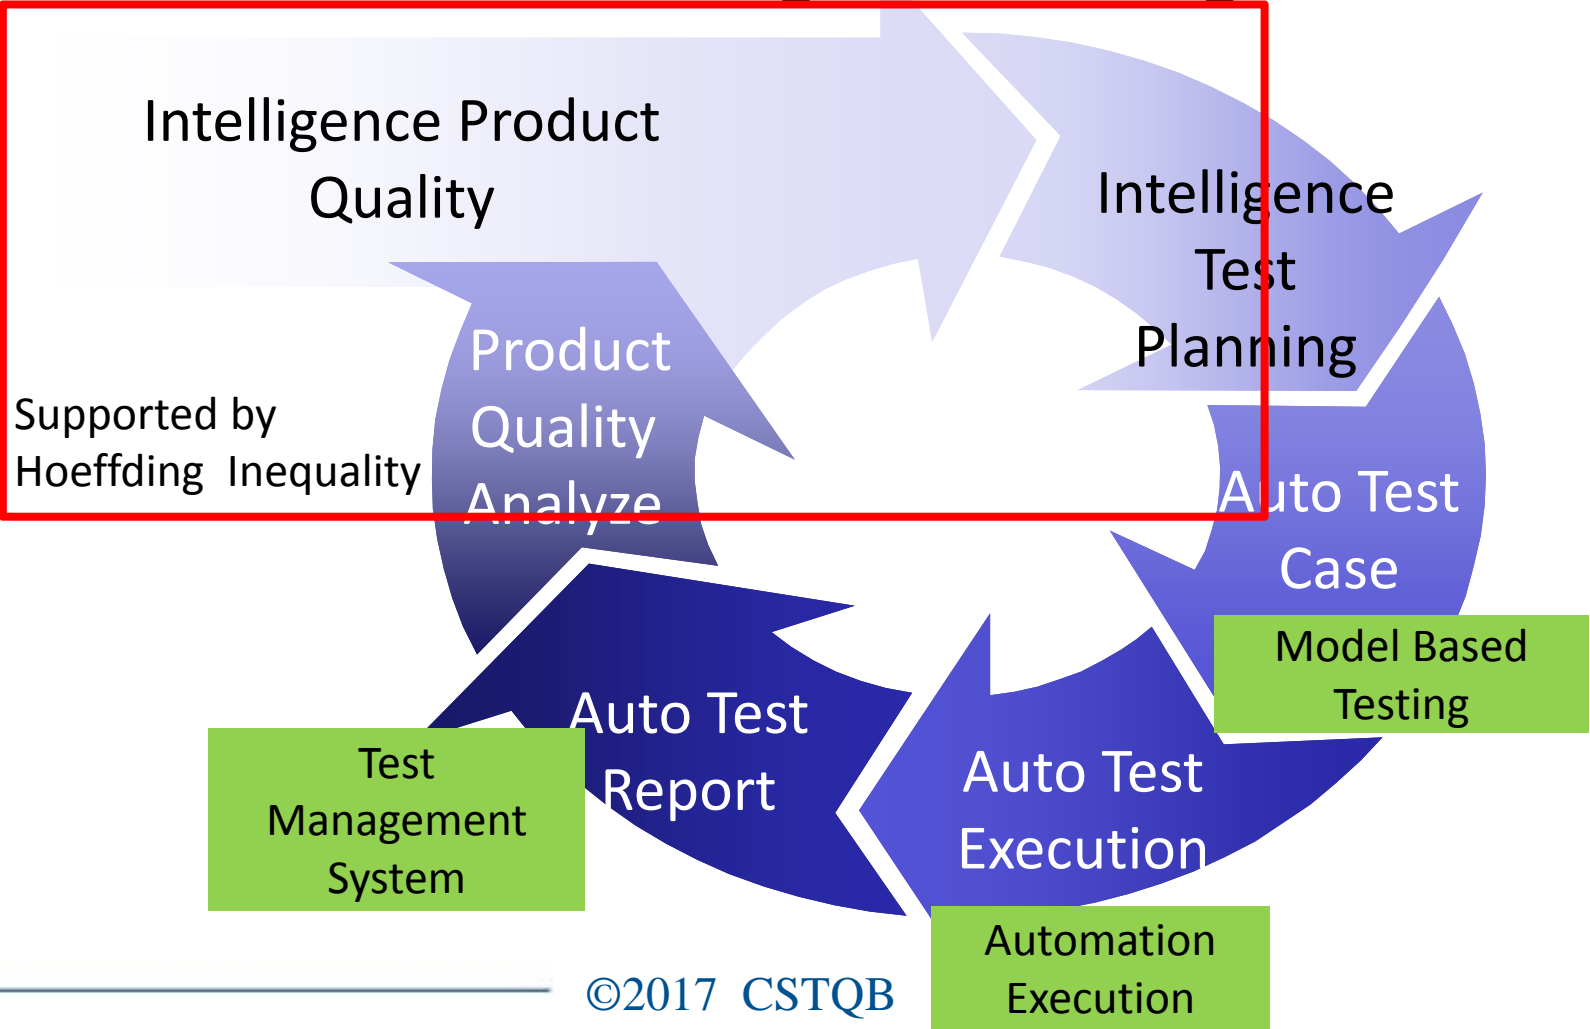 Intelligence Product
Quality
Intelligence
Test
Planning
Product
Quality
Analyze
Supported by
Hoeffding Inequality
Auto Test
Case
Model Based
Testing
Auto Test
Report
Test
Management
System
Auto Test
Execution
Automation
Execution
©2017 CSTQB